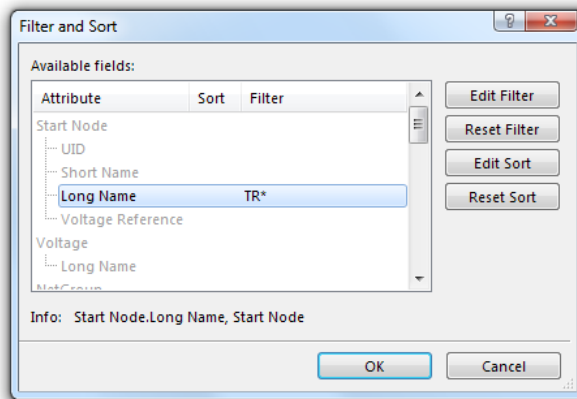 Filter and Sort
Available fields:
Attribute Sort Filter
Start Node
UID
Short Name
Long Name TR*
Voltage Reference
Voltage
Long Name
NetGroup
Info: Start Node.Long Name, Start Node
Edit Filter
Reset Filter
Edit Sort
Reset Sort
OK Cancel